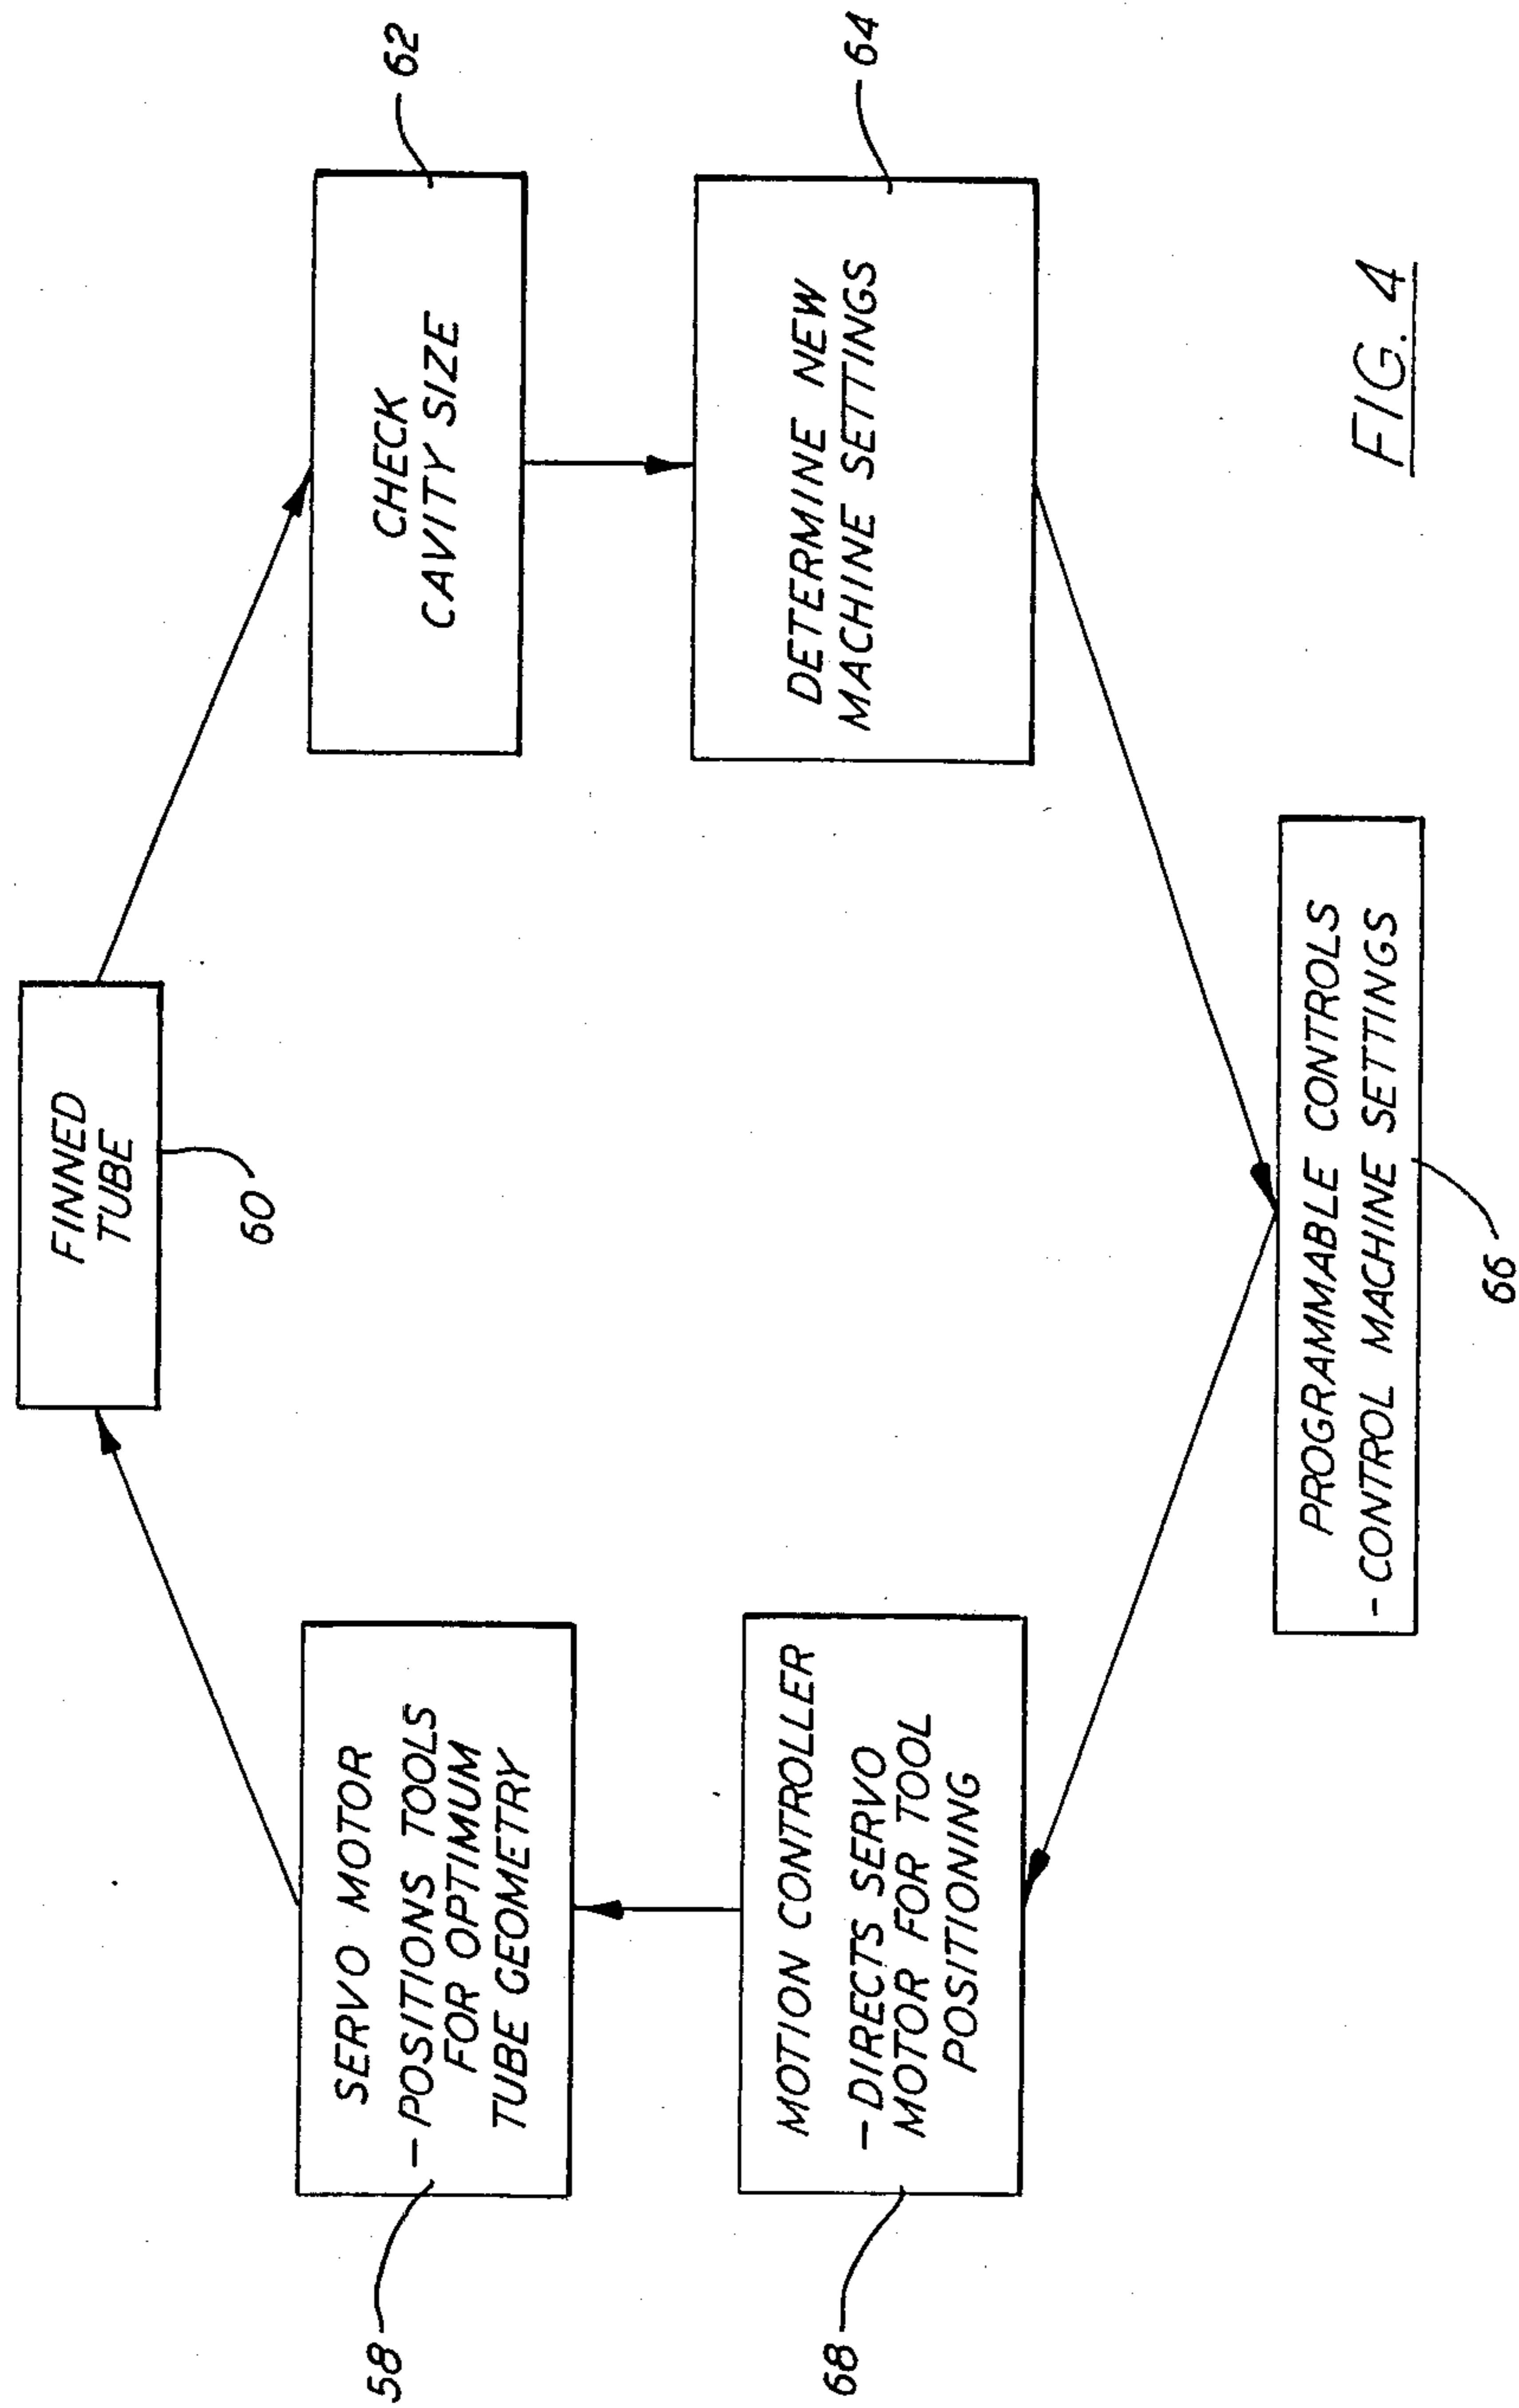 FINNED
TUBE
60
CHECK
CAVITY SIZE
62
DETERMINE NEW
MACHINE SETTINGS
64
PROGRAMMABLE CONTROLS
- CONTROL MACHINE SETTINGS
66
MOTION CONTROLLER
- DIRECTS SERVO
MOTOR FOR TOOL
POSITIONING
68
SERVO MOTOR
- POSITIONS TOOLS
FOR OPTIMUM
TUBE GEOMETRY
58
FIG. 4